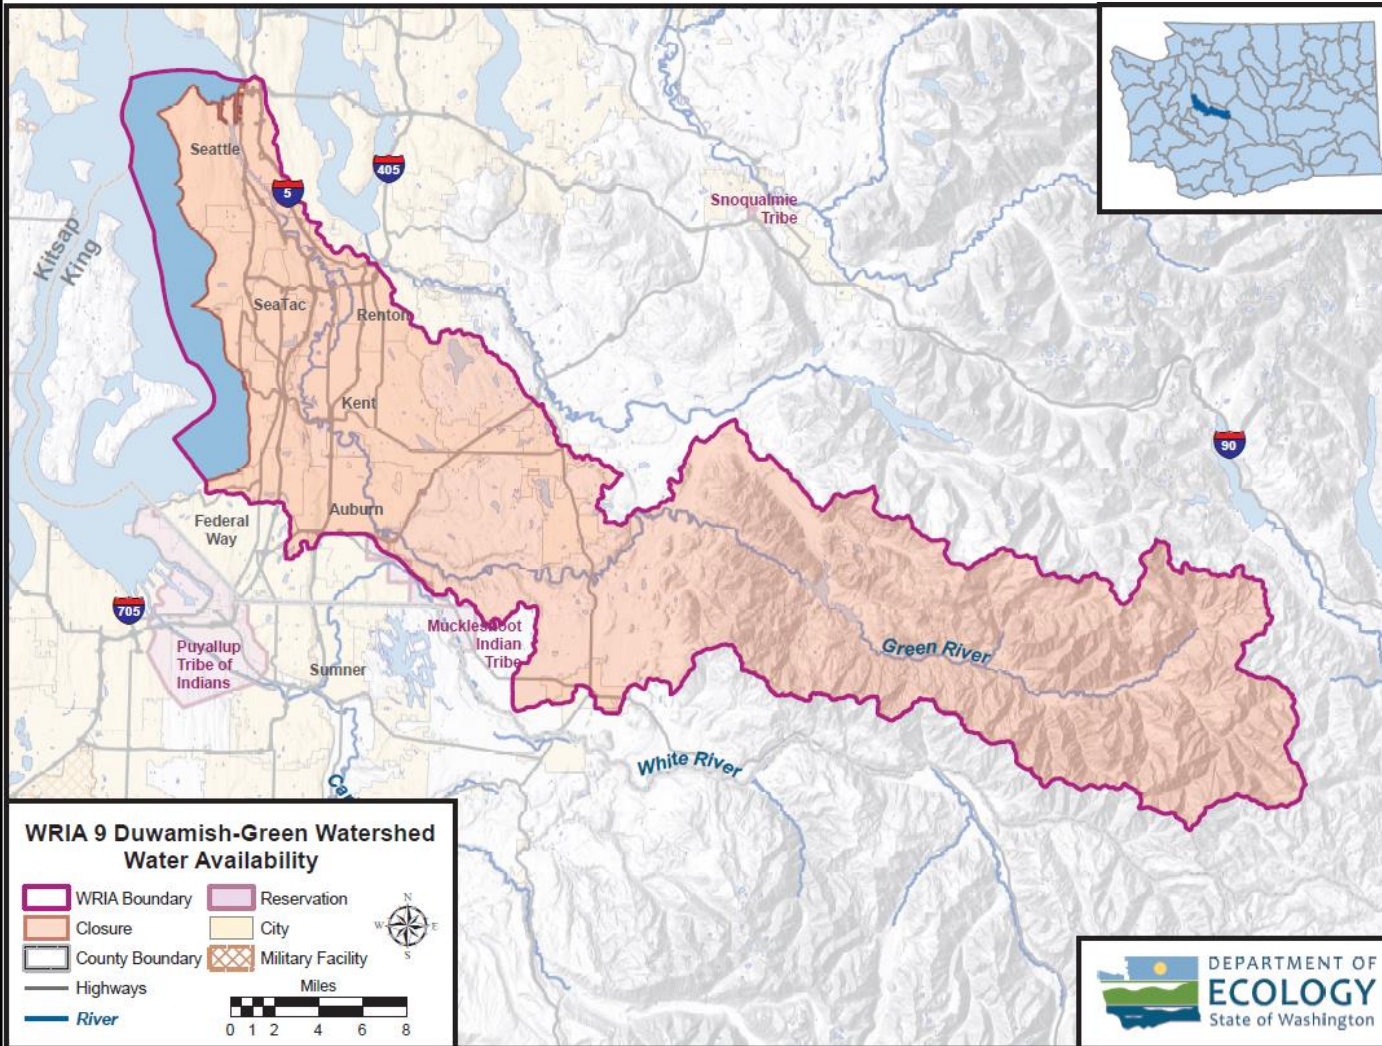 Seattle
405
5
Snoqualmie
Tribe
Kitsap
King
SeaTac
Renton
Kent
90
Auburn
Federal
Way
705
Muckleshoot
Indian
Tribe
Puyallup
Tribe of
Indians
Sumner
Green River
White River
WRIA 9 Duwamish-Green Watershed
Water Availability
WRIA Boundary
Reservation
Closure
City
County Boundary
Military Facility
Highways
River
N
W
E
S
Miles
0 1 2 4 6 8
DEPARTMENT OF
ECOLOGY
State of Washington